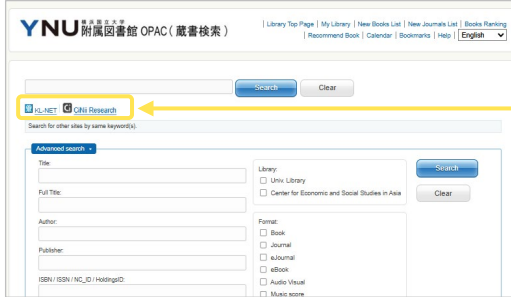 YNU 横浜国立大学 附属図書館 OPAC ( 蔵書検索 )
| Library Top Page | My Library | New Books List | New Journals List | Books Ranking
| Recommend Book | Calendar | Bookmarks | Help | English
Search Clear
KL-NET CiNii Research
Search for other sites by same keyword(s).
Advanced search
Title:
Full Title:
Author:
Publisher:
ISBN / ISSN / NC_ID / HoldingsID:
Library:
Univ. Library
Center for Economic and Social Studies in Asia
Format:
Book
Journal
eJournal
eBook
Audio Visual
Music score
Search
Clear